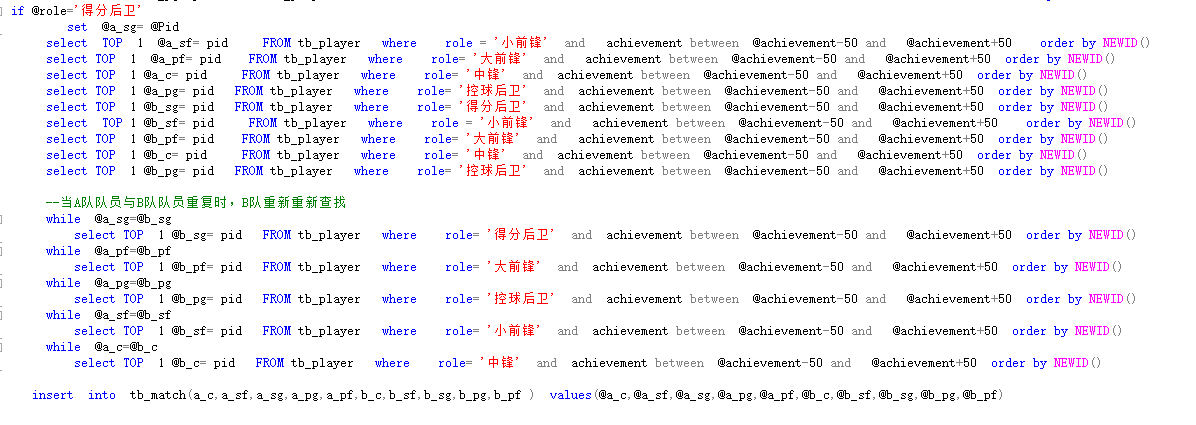 if @role='得分后卫'
set @a_sg= @Pid
select TOP 1 @a_sf= pid FROM tb_player where role = '小前锋' and achievement between @achievement-50 and @achievement+50 order by NEWID()
select TOP 1 @a_pf= pid FROM tb_player where role= '大前锋' and achievement between @achievement-50 and @achievement+50 order by NEWID()
select TOP 1 @a_c= pid FROM tb_player where role= '中锋' and achievement between @achievement-50 and @achievement+50 order by NEWID()
select TOP 1 @a_pg= pid FROM tb_player where role= '控球后卫' and achievement between @achievement-50 and @achievement+50 order by NEWID()
select TOP 1 @b_sg= pid FROM tb_player where role= '得分后卫' and achievement between @achievement-50 and @achievement+50 order by NEWID()
select TOP 1 @b_sf= pid FROM tb_player where role = '小前锋' and achievement between @achievement-50 and @achievement+50 order by NEWID()
select TOP 1 @b_pf= pid FROM tb_player where role= '大前锋' and achievement between @achievement-50 and @achievement+50 order by NEWID()
select TOP 1 @b_c= pid FROM tb_player where role= '中锋' and achievement between @achievement-50 and @achievement+50 order by NEWID()
select TOP 1 @b_pg= pid FROM tb_player where role= '控球后卫' and achievement between @achievement-50 and @achievement+50 order by NEWID()
--当A队队员与B队队员重复时，B队重新重新查找
while @a_sg=@b_sg
select TOP 1 @b_sg= pid FROM tb_player where role= '得分后卫' and achievement between @achievement-50 and @achievement+50 order by NEWID()
while @a_pf=@b_pf
select TOP 1 @b_pf= pid FROM tb_player where role= '大前锋' and achievement between @achievement-50 and @achievement+50 order by NEWID()
while @a_pg=@b_pg
select TOP 1 @b_pg= pid FROM tb_player where role= '控球后卫' and achievement between @achievement-50 and @achievement+50 order by NEWID()
while @a_sf=@b_sf
select TOP 1 @b_sf= pid FROM tb_player where role= '小前锋' and achievement between @achievement-50 and @achievement+50 order by NEWID()
while @a_c=@b_c
select TOP 1 @b_c= pid FROM tb_player where role= '中锋' and achievement between @achievement-50 and @achievement+50 order by NEWID()
insert into tb_match(a_c,a_sf,a_sg,a_pg,a_pf,b_c,b_sf,b_sg,b_pg,b_pf ) values(@a_c,@a_sf,@a_sg,@a_pg,@a_pf,@b_c,@b_sf,@b_sg,@b_pg,@b_pf)